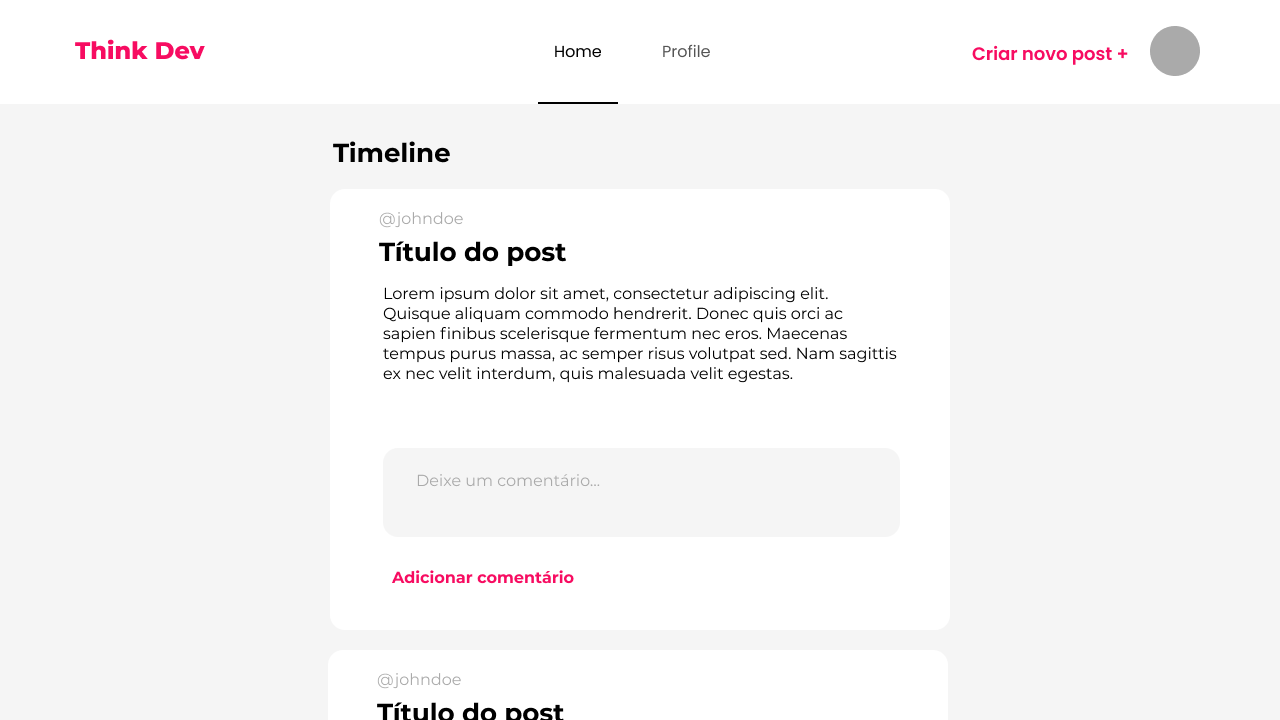 Think Dev
Home
Profile
Criar novo post +
Timeline
@johndoe
Título do post
Lorem ipsum dolor sit amet, consectetur adipiscing elit.
Quisque aliquam commodo hendrerit. Donec quis orci ac
sapien finibus scelerisque fermentum nec eros. Maecenas
tempus purus massa, ac semper risus volutpat sed. Nam sagittis
ex nec velit interdum, quis malesuada velit egestas.
Deixe um comentário...
Adicionar comentário
@johndoe
Título do post